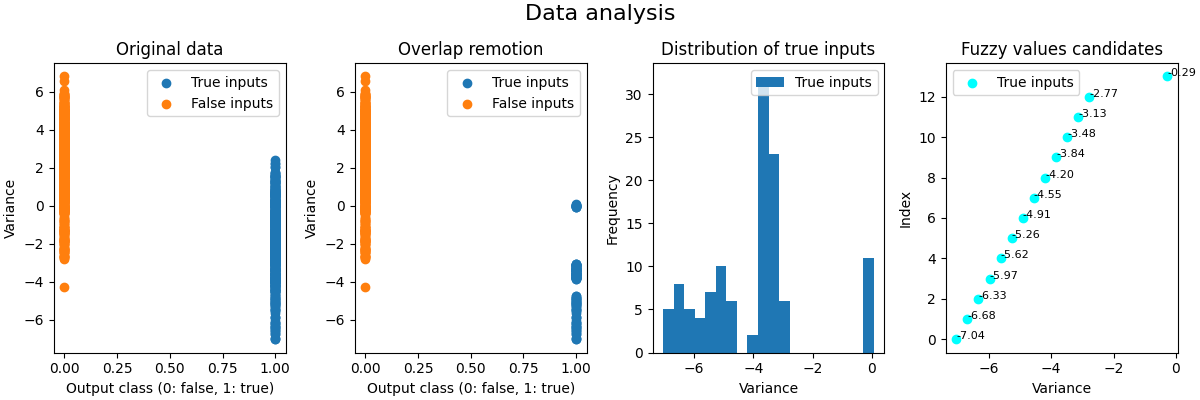 Data analysis
Original data
True inputs
False inputs
6
4
2
0
−2
−4
−6
Variance
0.00 0.25 0.50 0.75 1.00
Output class (0: false, 1: true)
Overlap remotion
True inputs
False inputs
6
4
2
0
−2
−4
−6
Variance
0.00 0.25 0.50 0.75 1.00
Output class (0: false, 1: true)
Distribution of true inputs
True inputs
30
25
20
15
10
5
0
Frequency
−6 −4 −2 0
Variance
Fuzzy values candidates
True inputs
12
10
8
6
4
2
0
Index
-0.29
-2.77
-3.13
-3.48
-3.84
-4.20
-4.55
-4.91
-5.26
-5.62
-5.97
-6.33
-6.68
-7.04
−6 −4 −2 0
Variance